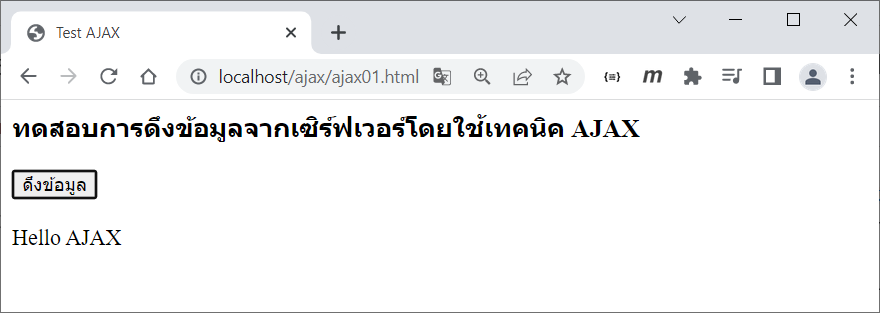 Test AJAX
localhost/ajax/ajax01.html
ทดสอบการดึงข้อมูลจากเซิร์ฟเวอร์โดยใช้เทคนิค AJAX
ดึงข้อมูล
Hello AJAX